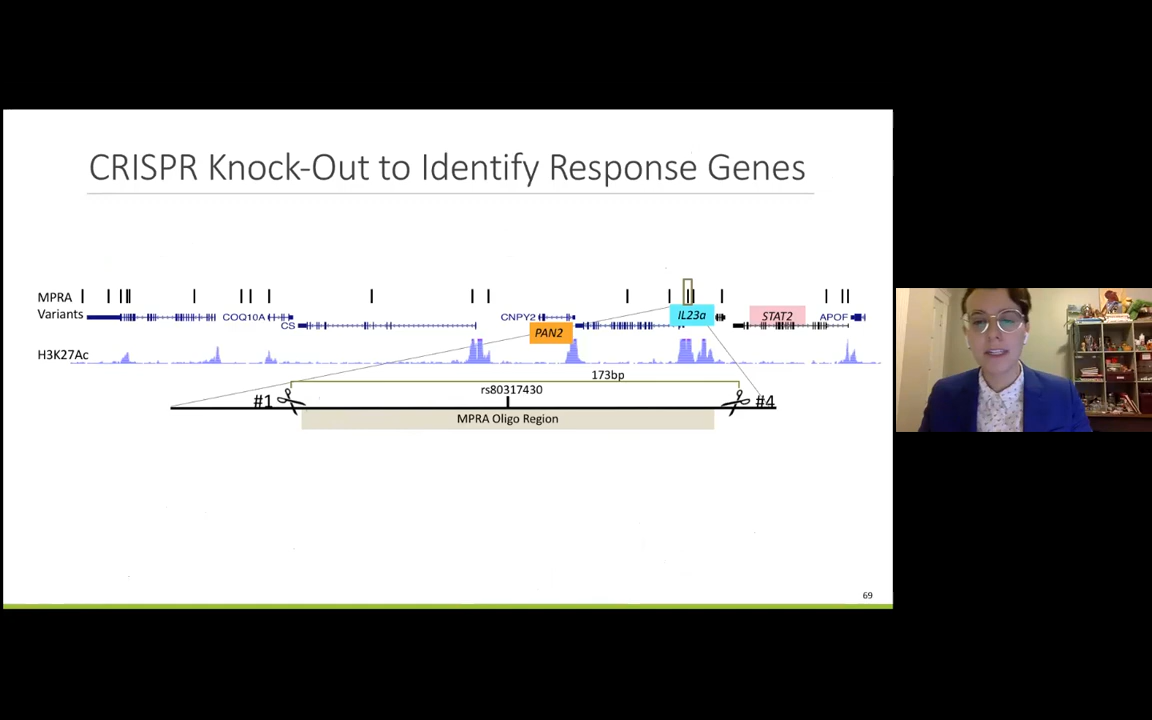 CRISPR Knock-Out to Identify Response Genes
MPRA
Variants
COQ10A
CS
CNPY2
PAN2
IL23a
STAT2
APOF
H3K27Ac
173bp
rs80317430
#1
#4
MPRA Oligo Region
69